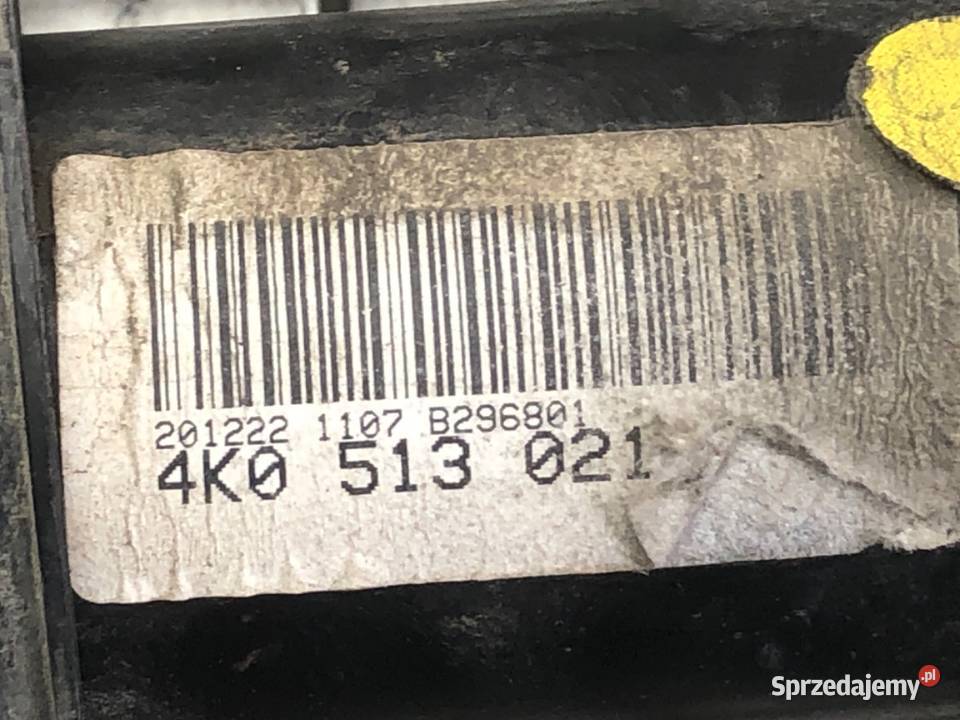 201222 1107 B296801
4K0 513 021
Sprzedajemy.pl